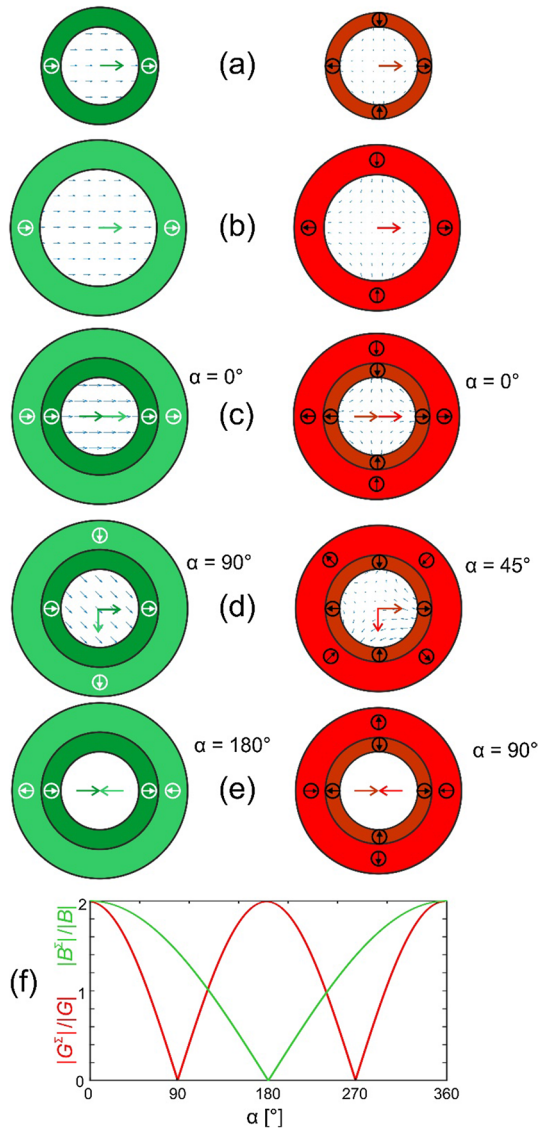 (a)
(b)
α = 0°
α = 0°
(c)
α = 90°
α = 45°
(d)
α = 180°
α = 90°
(e)
(f)
|G^Σ|/|G|
|B^Σ|/|B|
2
1
0
0
90
180
270
360
α [°]